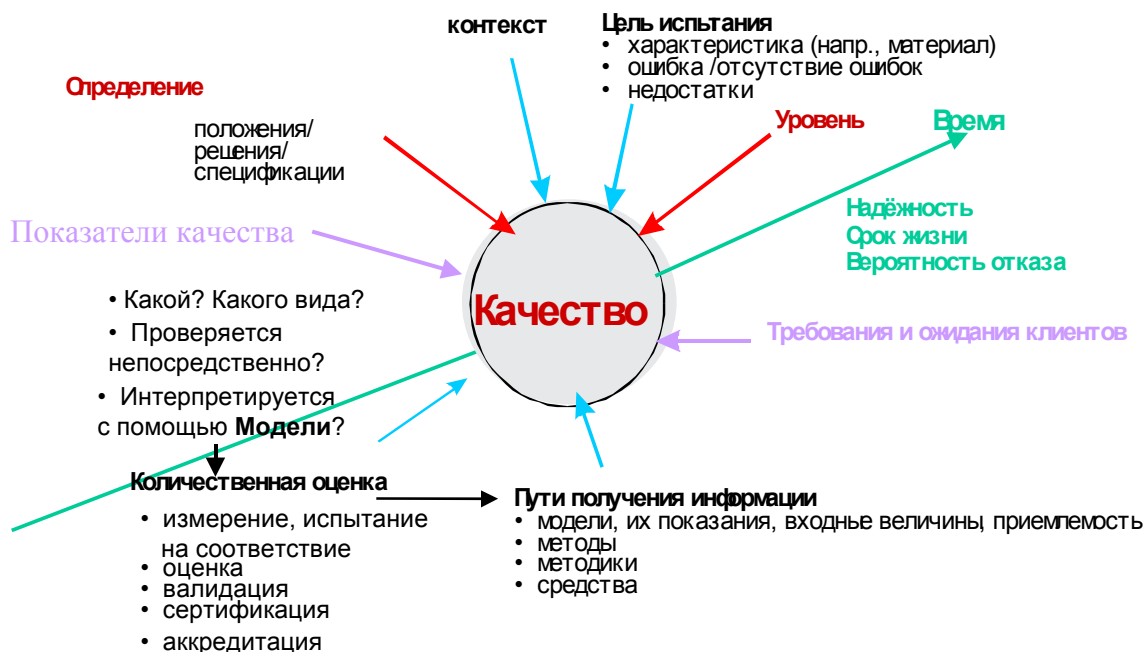 контекст
Цель испытания
• характеристика (напр., материал)
• ошибка /отсутствие ошибок
• недостатки
Определение
положения/
решения/
спецификации
Уровень
Время
Надёжность
Срок жизни
Вероятность отказа
Показатели качества
• Какой? Какого вида?
• Проверяется
непосредственно?
• Интерпретируется
с помощью Модели?
Качество
Требования и ожидания клиентов
Количественная оценка
• измерение, испытание
на соответствие
• оценка
• валидация
• сертификация
• аккредитация
Пути получения информации
• модели, их показания, входные величины, приемлемость
• методы
• методики
• средства